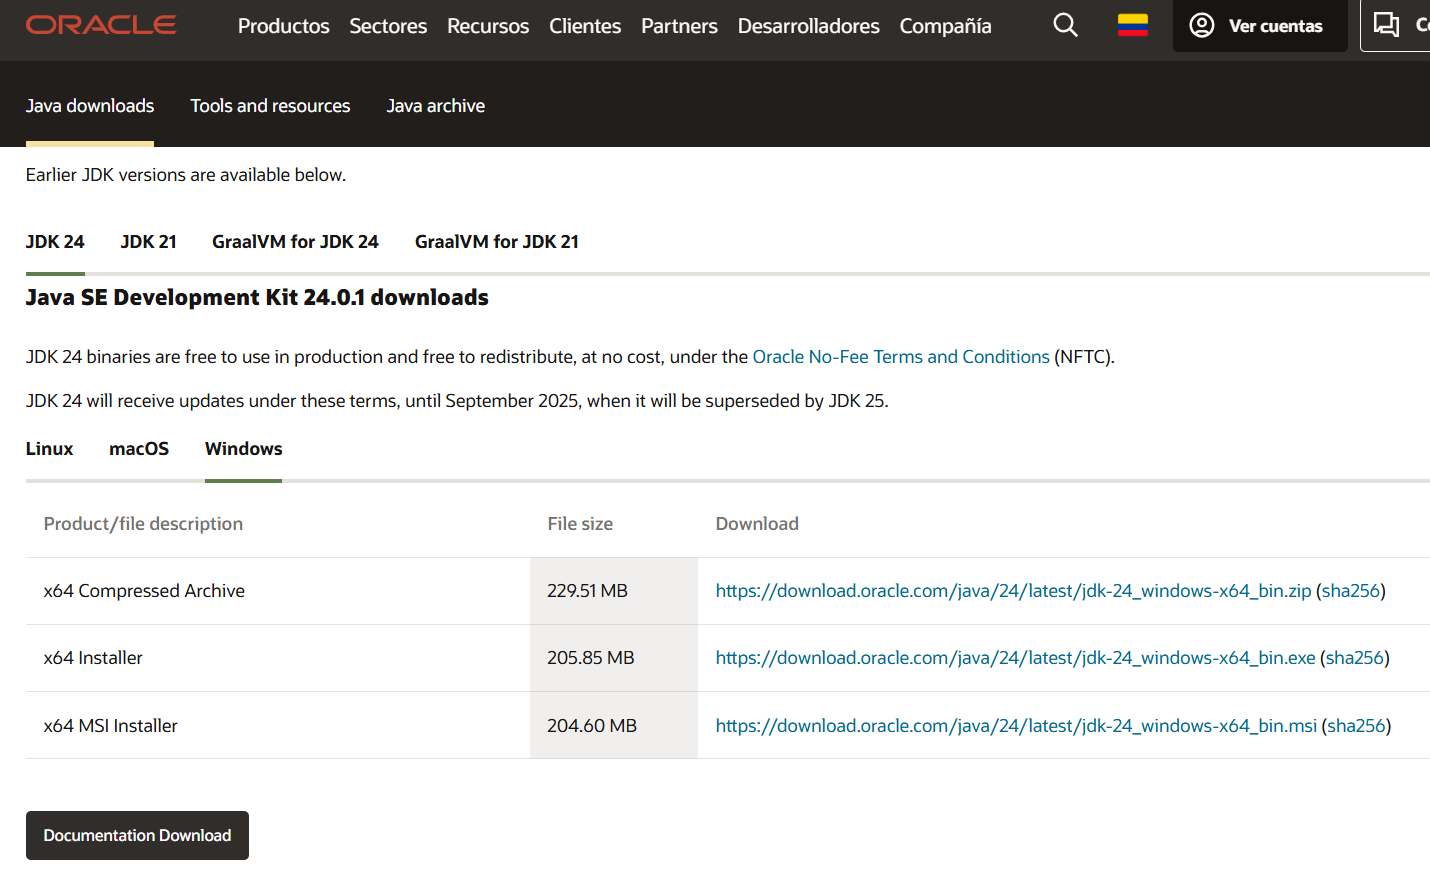 ORACLE Productos Sectores Recursos Clientes Partners Desarrolladores Compañía Ver cuentas
Java downloads Tools and resources Java archive
Earlier JDK versions are available below.
JDK 24 JDK 21 GraalVM for JDK 24 GraalVM for JDK 21
Java SE Development Kit 24.0.1 downloads
JDK 24 binaries are free to use in production and free to redistribute, at no cost, under the Oracle No-Fee Terms and Conditions (NFTC).
JDK 24 will receive updates under these terms, until September 2025, when it will be superseded by JDK 25.
Linux macOS Windows
Product/file description File size Download
x64 Compressed Archive 229.51 MB https://download.oracle.com/java/24/latest/jdk-24_windows-x64_bin.zip (sha256)
x64 Installer 205.85 MB https://download.oracle.com/java/24/latest/jdk-24_windows-x64_bin.exe (sha256)
x64 MSI Installer 204.60 MB https://download.oracle.com/java/24/latest/jdk-24_windows-x64_bin.msi (sha256)
Documentation Download